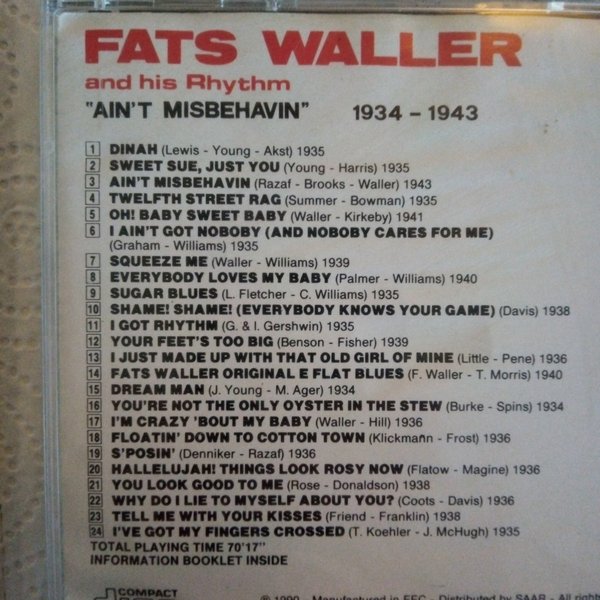 FATS WALLER
and his Rhythm
"AIN'T MISBEHAVIN" 1934 - 1943
1 DINAH (Lewis - Young - Akst) 1935
2 SWEET SUE, JUST YOU (Young - Harris) 1935
3 AIN'T MISBEHAVIN (Razaf - Brooks - Waller) 1943
4 TWELFTH STREET RAG (Summer - Bowman) 1935
5 OH! BABY SWEET BABY (Waller - Kirkeby) 1941
6 I AIN'T GOT NOBOBY (AND NOBOBY CARES FOR ME)
(Graham - Williams) 1935
7 SQUEEZE ME (Waller - Williams) 1939
8 EVERYBODY LOVES MY BABY (Palmer - Williams) 1940
9 SUGAR BLUES (L. Fletcher - C. Williams) 1935
10 SHAME! SHAME! (EVERYBODY KNOWS YOUR GAME) (Davis) 1938
11 I GOT RHYTHM (G. & I. Gershwin) 1935
12 YOUR FEET'S TOO BIG (Benson - Fisher) 1939
13 I JUST MADE UP WITH THAT OLD GIRL OF MINE (Little - Pene) 1936
14 FATS WALLER ORIGINAL E FLAT BLUES (F. Waller - T. Morris) 1940
15 DREAM MAN (J. Young - M. Ager) 1934
16 YOU'RE NOT THE ONLY OYSTER IN THE STEW (Burke - Spins) 1934
17 I'M CRAZY 'BOUT MY BABY (Waller - Hill) 1936
18 FLOATIN' DOWN TO COTTON TOWN (Klickmann - Frost) 1936
19 S'POSIN' (Denniker - Razaf) 1936
20 HALLELUJAH! THINGS LOOK ROSY NOW (Flatow - Magine) 1936
21 YOU LOOK GOOD TO ME (Rose - Donaldson) 1938
22 WHY DO I LIE TO MYSELF ABOUT YOU? (Coots - Davis) 1936
23 TELL ME WITH YOUR KISSES (Friend - Franklin) 1938
24 I'VE GOT MY FINGERS CROSSED (T. Koehler - J. McHugh) 1935
TOTAL PLAYING TIME 70'17"
INFORMATION BOOKLET INSIDE
COMPACT
℗ 1990 - Manufactured in EEC - Distributed by SAAR